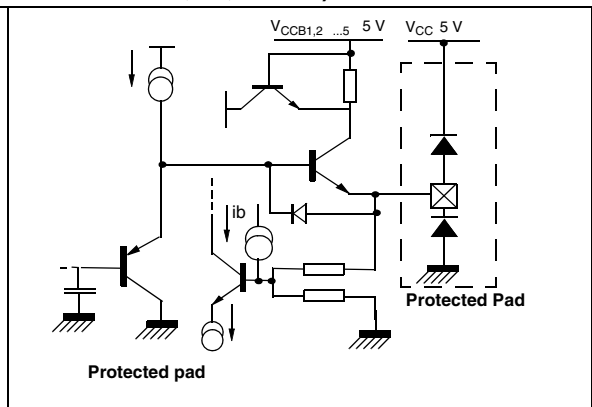 VCCB1,2 ...5 5 V
VCC 5 V
ib
Protected Pad
Protected pad